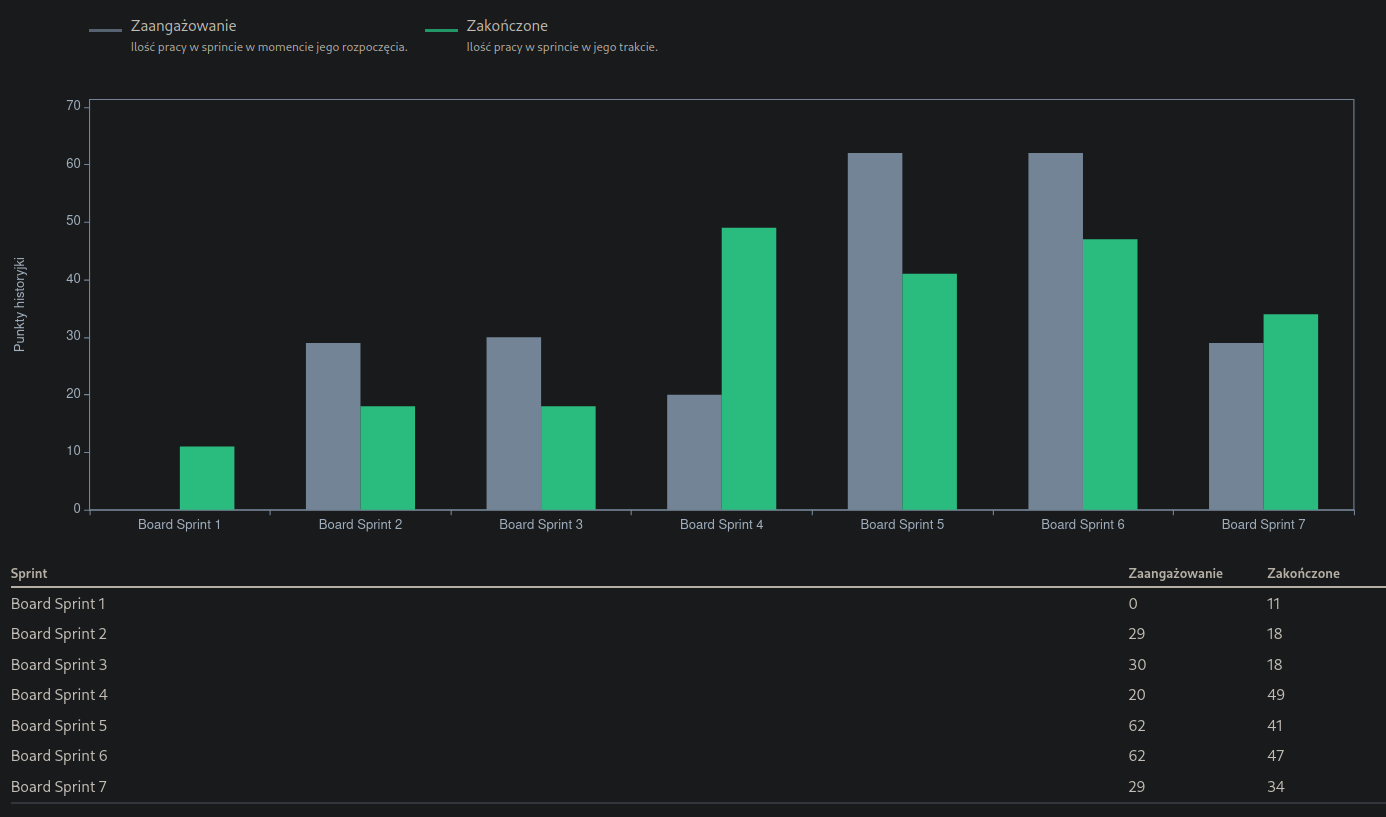 Zaangażowanie
Ilość pracy w sprincie w momencie jego rozpoczęcia.
Zakończone
Ilość pracy w sprincie w jego trakcie.
Punkty historyjki
70
60
50
40
30
20
10
0
Board Sprint 1 Board Sprint 2 Board Sprint 3 Board Sprint 4 Board Sprint 5 Board Sprint 6 Board Sprint 7
Sprint Zaangażowanie Zakończone
Board Sprint 1 0 11
Board Sprint 2 29 18
Board Sprint 3 30 18
Board Sprint 4 20 49
Board Sprint 5 62 41
Board Sprint 6 62 47
Board Sprint 7 29 34